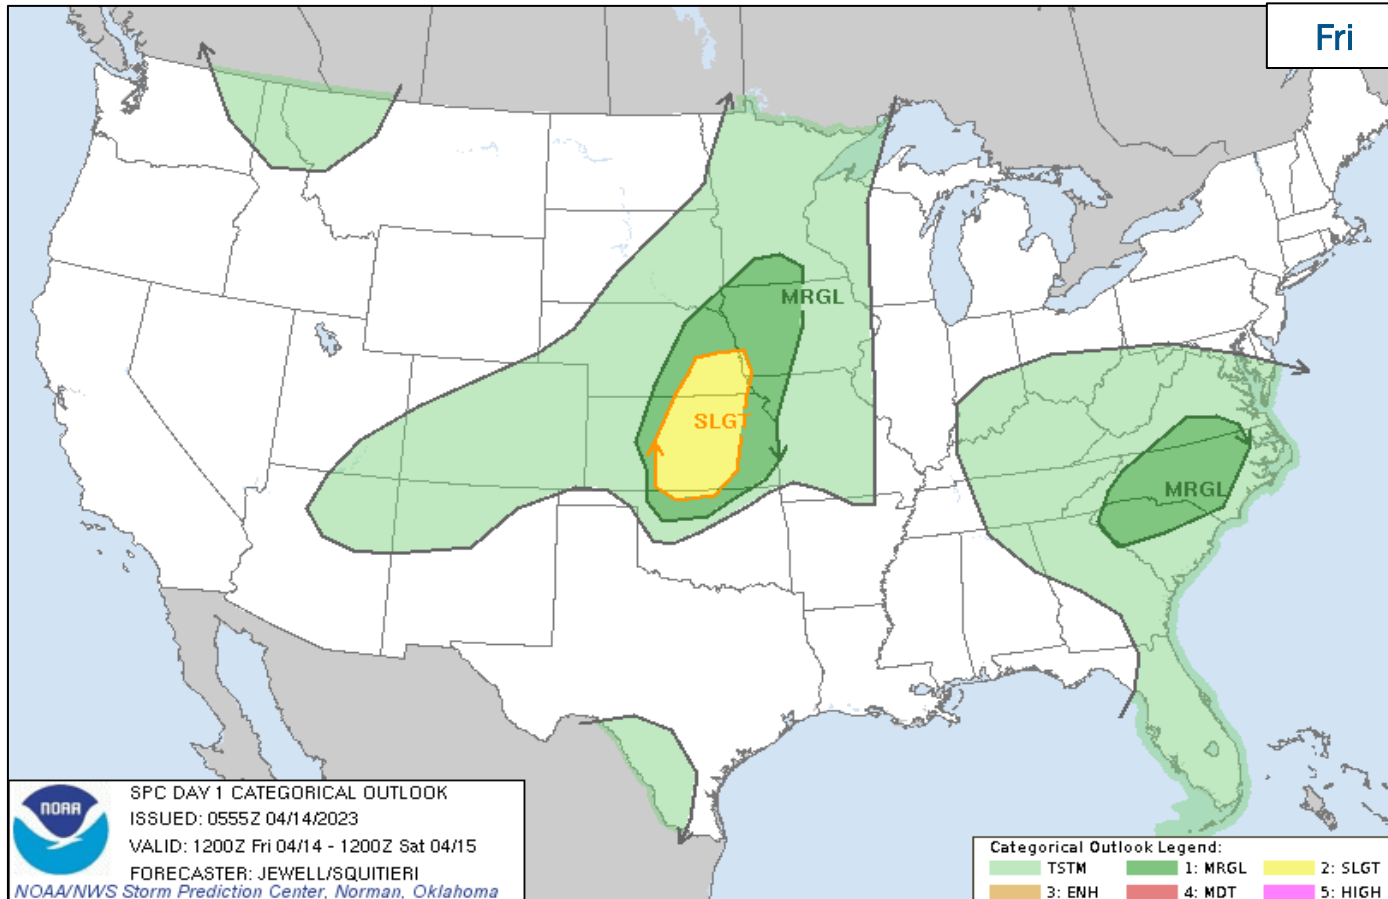 Fri
MRGL
SLGT
MRGL
NOAA
SPC DAY 1 CATEGORICAL OUTLOOK
ISSUED: 0555Z 04/14/2023
VALID: 1200Z Fri 04/14 - 1200Z Sat 04/15
FORECASTER: JEWELL/SQUITIERI
NOAA/NWS Storm Prediction Center, Norman, Oklahoma
Categorical Outlook Legend:
TSTM 1: MRGL 2: SLGT
3: ENH 4: MDT 5: HIGH